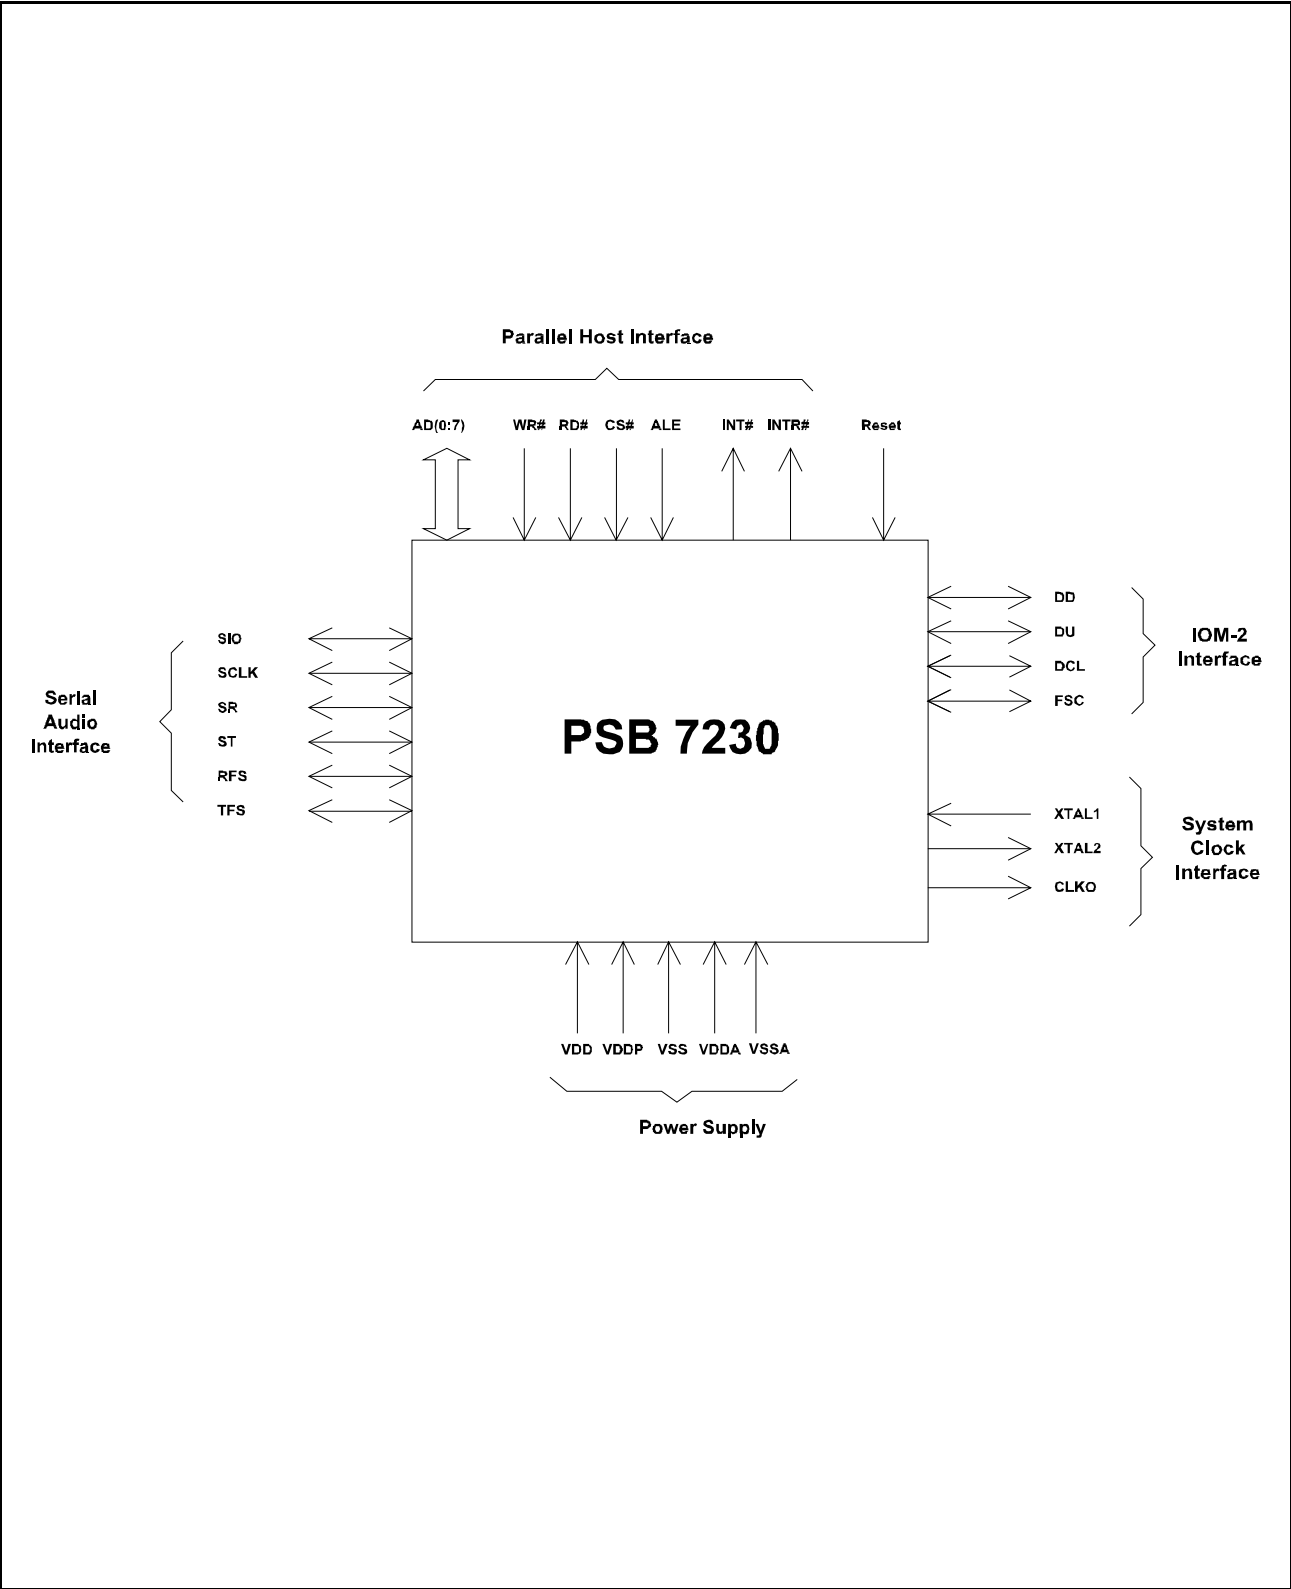 Parallel Host Interface
AD(0:7) WR# RD# CS# ALE INT# INTR# Reset
SIO
SCLK
SR
ST
RFS
TFS
Serial
Audio
Interface
PSB 7230
DD
DU
DCL
FSC
IOM-2
Interface
XTAL1
XTAL2
CLKO
System
Clock
Interface
VDD VDDP VSS VDDA VSSA
Power Supply